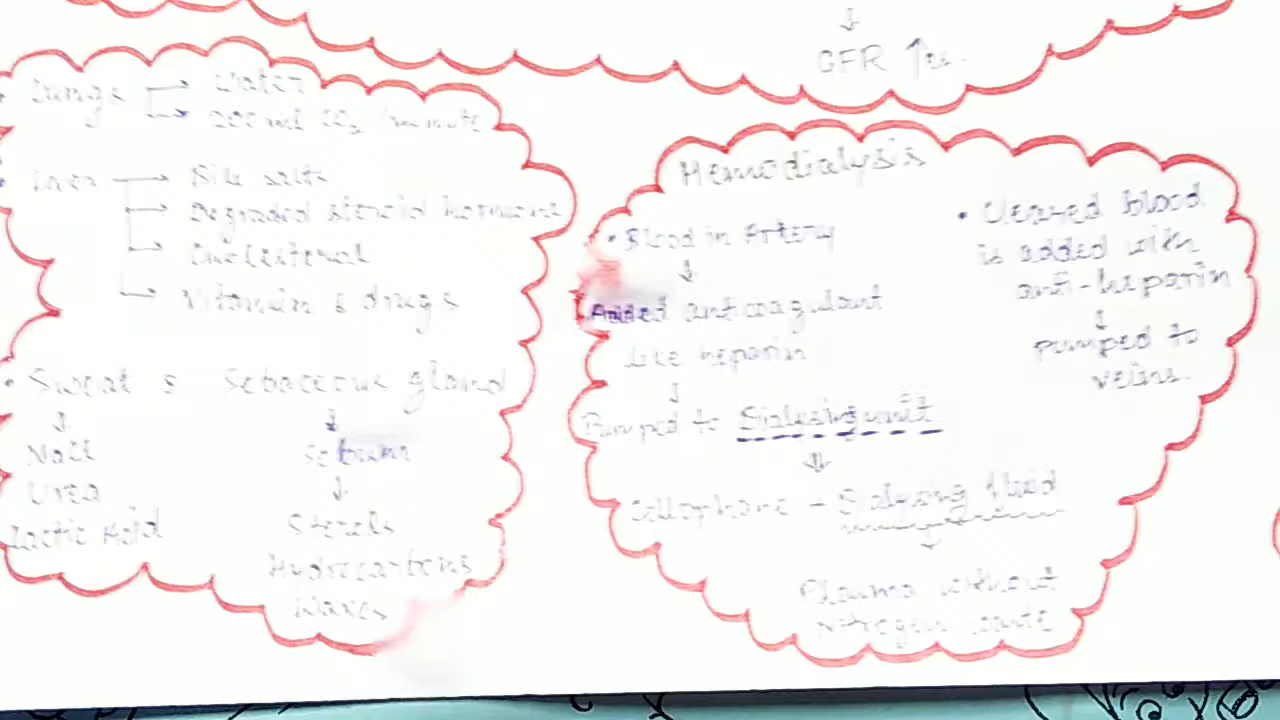 ↓
GFR ↑es.
Lungs → Water
→ 200ml CO₂ /minute
Liver → Bile salts
→ Degraded steroid hormone
Cholesterol
Vitamin & drugs
• Sweat & Sebaceous gland
↓ ↓
NaCl Sebum
Urea ↓
Lactic Acid Sterols
Hydrocarbons
Waxes
Hemodialysis
• Blood in Artery
↓
Added anticoagulant
like heparin
↓
Pumped to Dialysing unit
⇓
Cellophane - Dialysing fluid
↓
Plasma without
nitrogen waste
• Cleared blood
is added with
anti-heparin
↓
pumped to
veins.